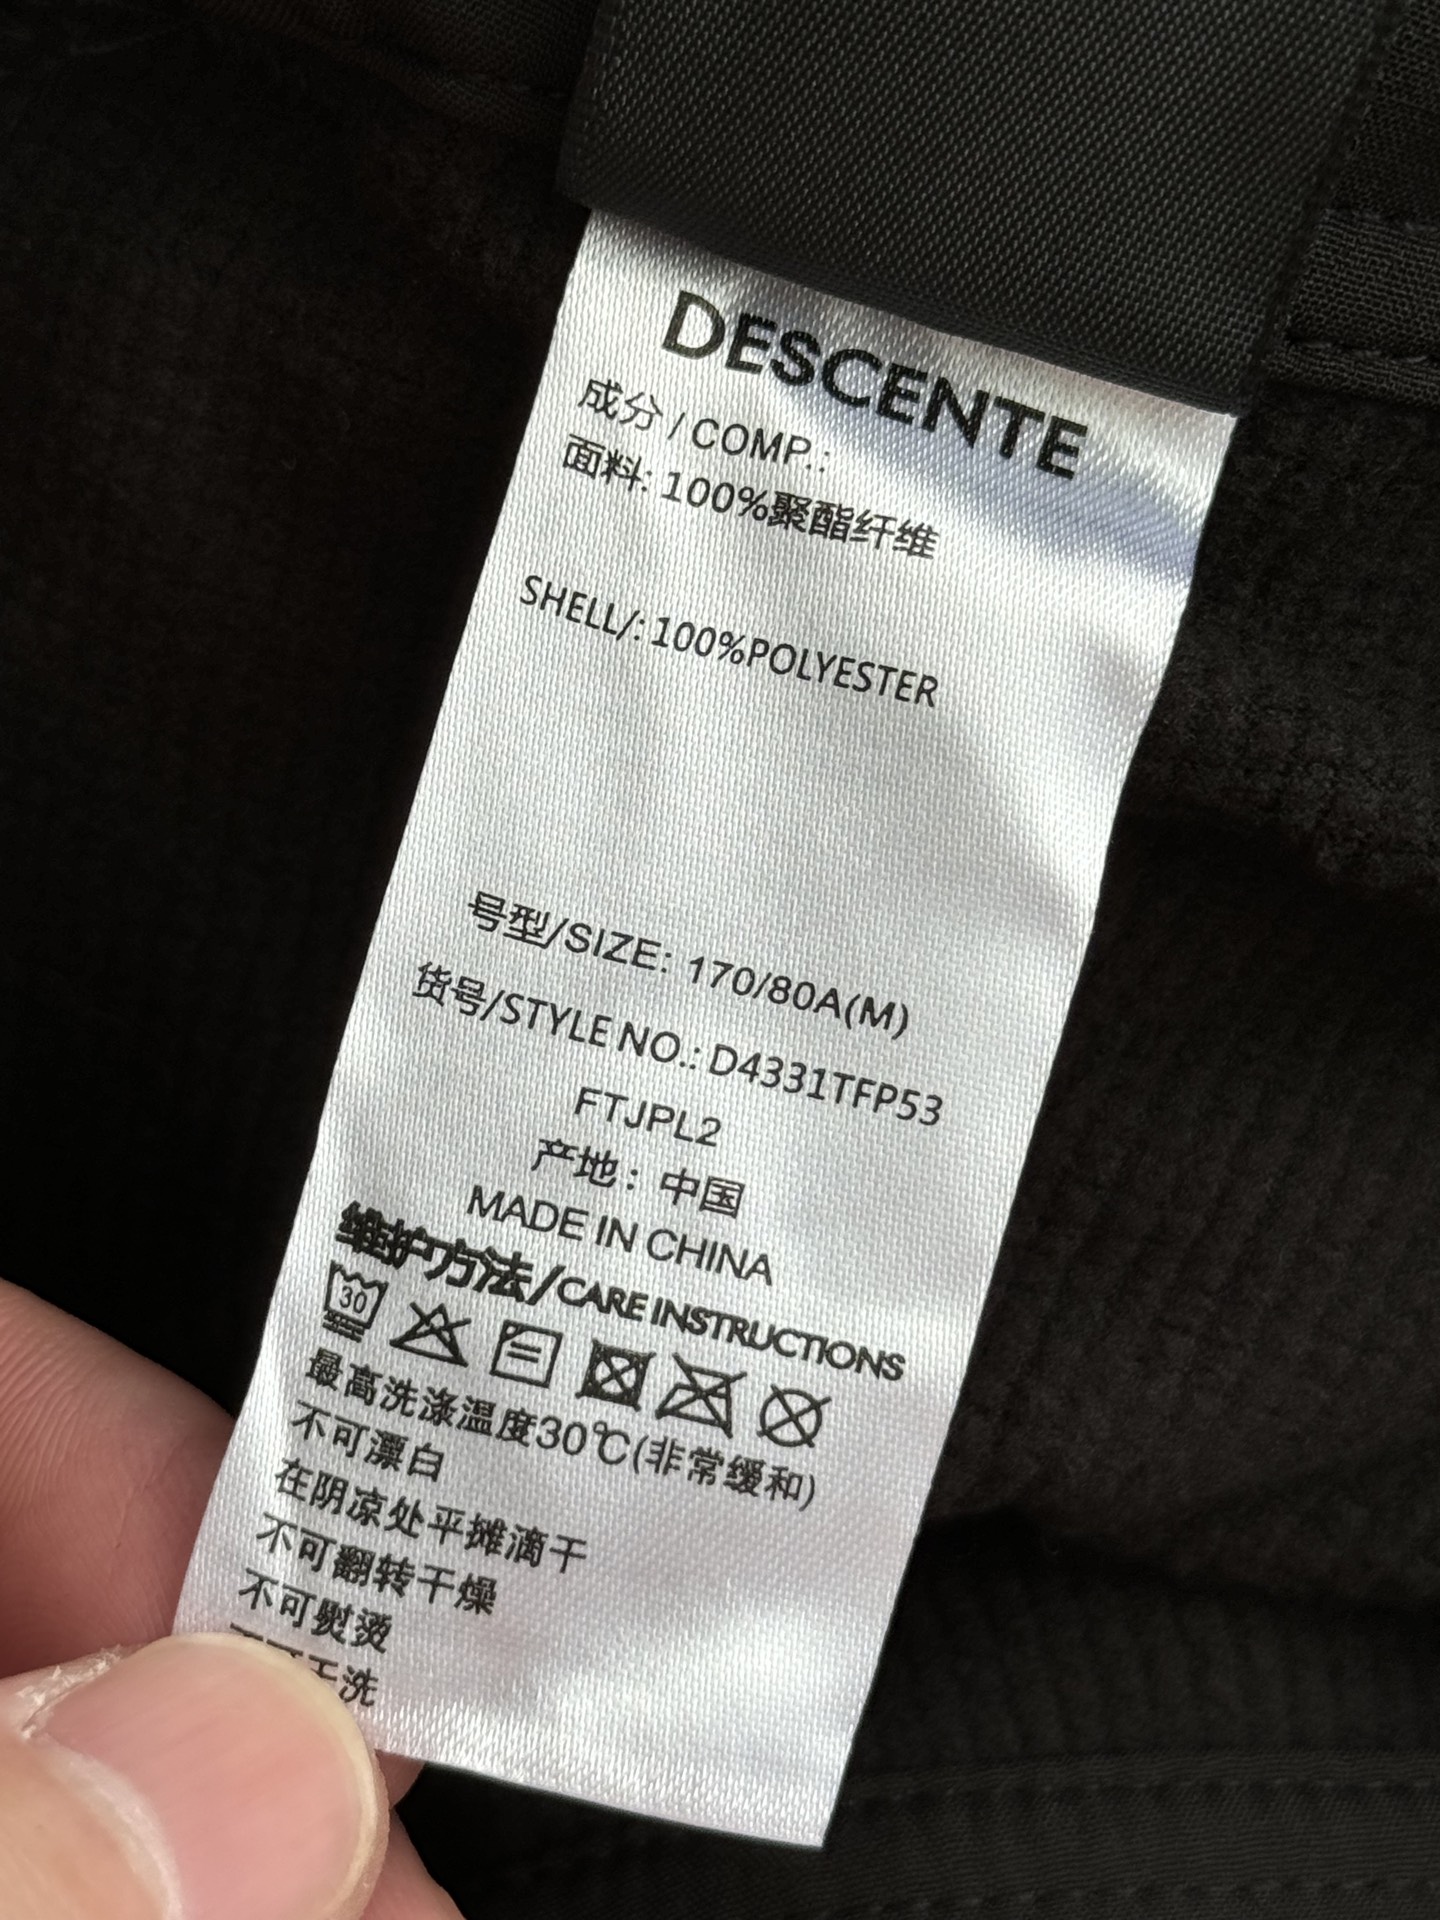 DESCENTE
成分 / COMP.:
面料: 100%聚酯纤维
SHELL/: 100%POLYESTER
号型/SIZE: 170/80A(M)
货号/STYLE NO.: D4331TFP53
FTJPL2
产地：中国
MADE IN CHINA
维护方法/CARE INSTRUCTIONS
30
最高洗涤温度30℃(非常缓和)
不可漂白
在阴凉处平摊滴干
不可翻转干燥
不可熨烫
干洗